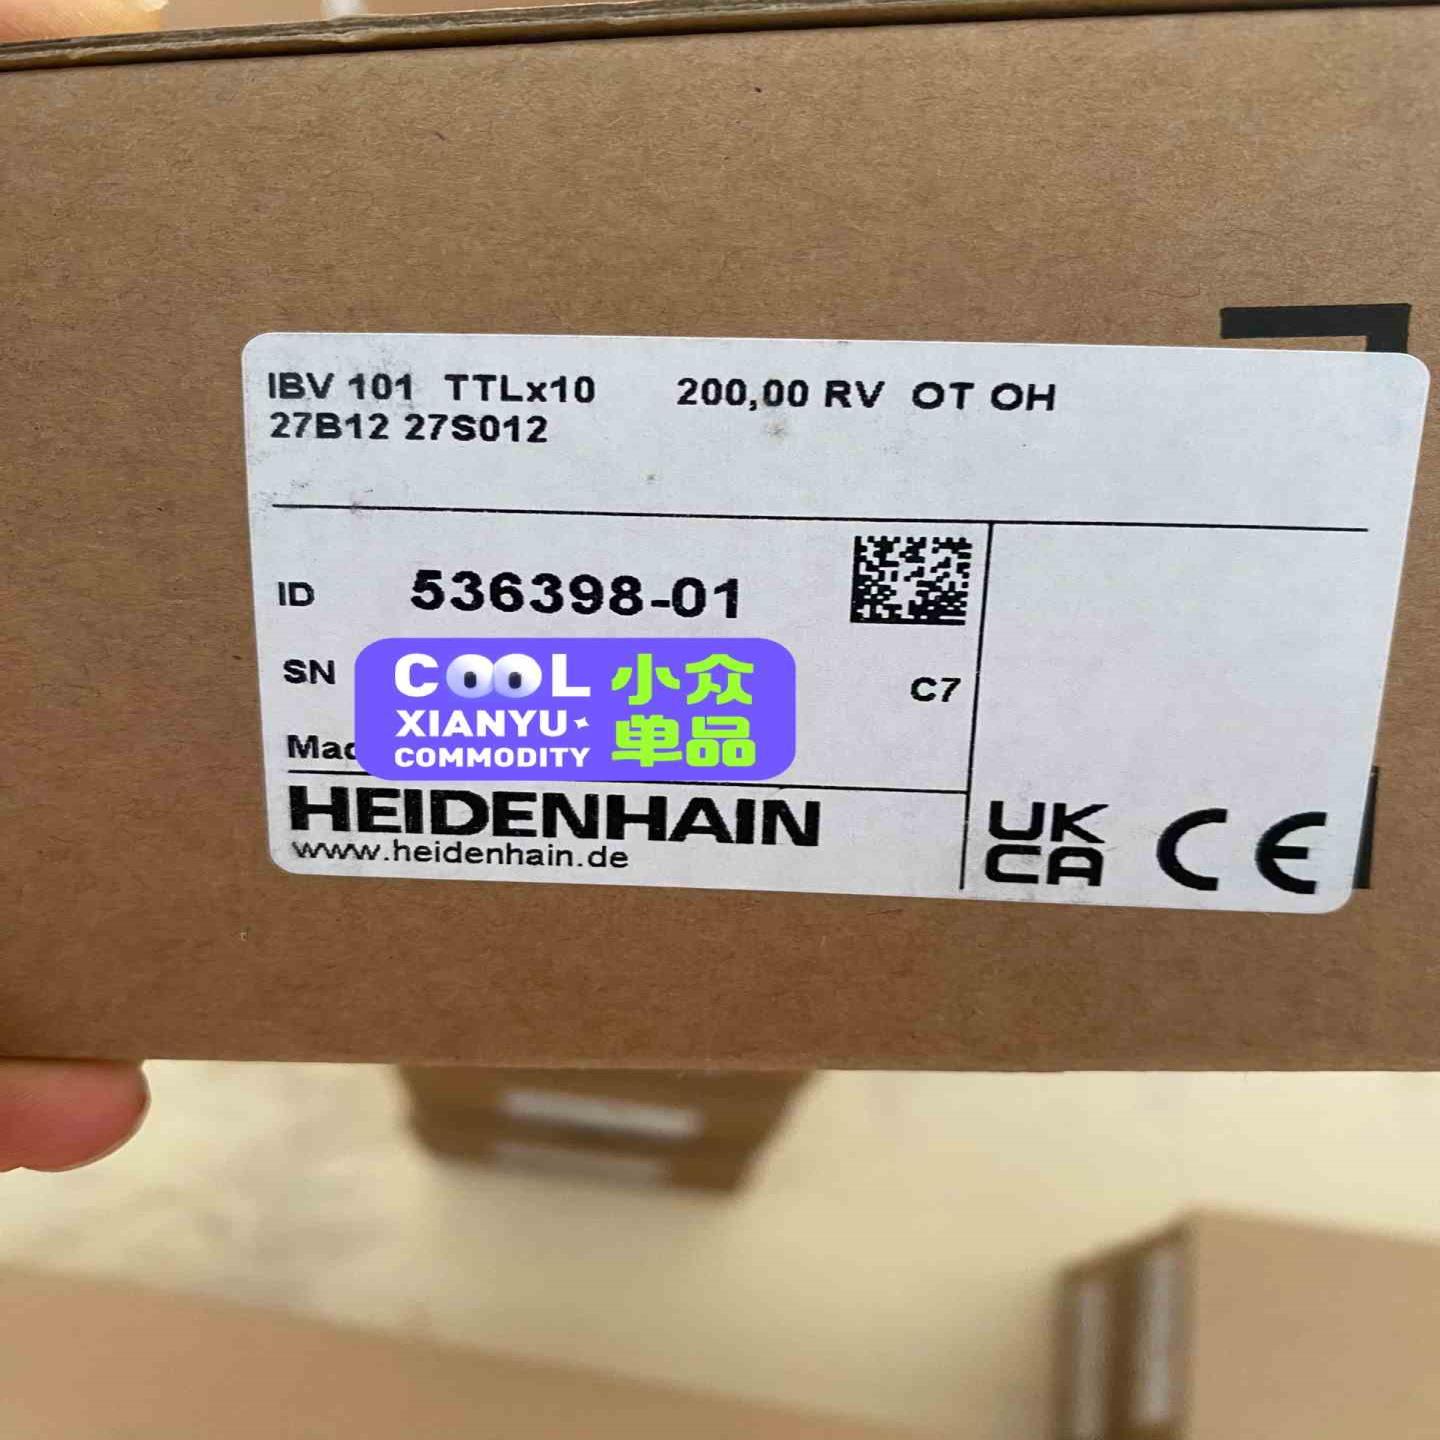 IBV 101 TTLx10 200,00 RV OT OH
27B12 27S012
ID 536398-01
SN
C7
COOL 小众
XIANYU 单品
COMMODITY
HEIDENHAIN
www.heidenhain.de
UK
CA CE